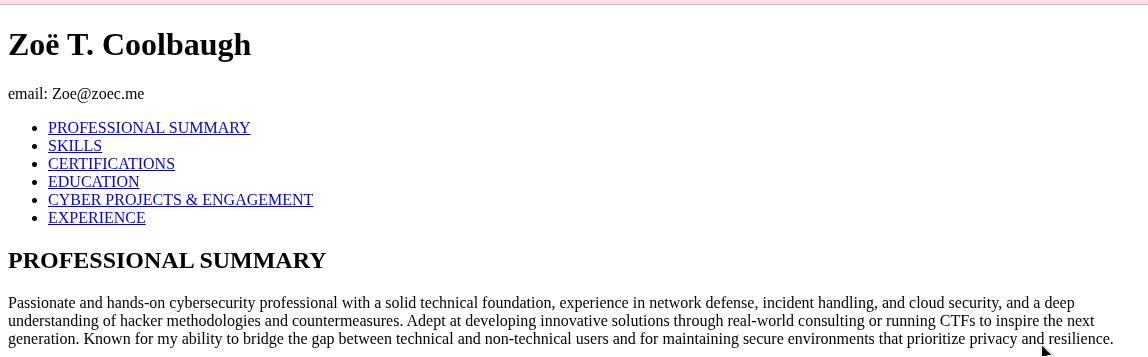 Zoë T. Coolbaugh
email: Zoe@zoec.me
PROFESSIONAL SUMMARY
SKILLS
CERTIFICATIONS
EDUCATION
CYBER PROJECTS & ENGAGEMENT
EXPERIENCE
PROFESSIONAL SUMMARY
Passionate and hands-on cybersecurity professional with a solid technical foundation, experience in network defense, incident handling, and cloud security, and a deep
understanding of hacker methodologies and countermeasures. Adept at developing innovative solutions through real-world consulting or running CTFs to inspire the next
generation. Known for my ability to bridge the gap between technical and non-technical users and for maintaining secure environments that prioritize privacy and resilience.